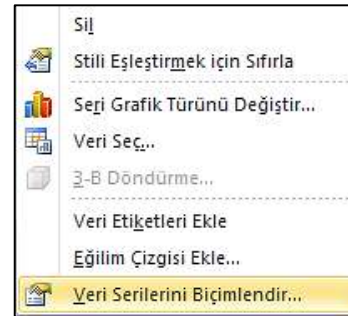 Sil
Stili Eşleştirmek için Sıfırla
Seri Grafik Türünü Değiştir...
Veri Seç...
3-B Döndürme...
Veri Etiketleri Ekle
Eğilim Çizgisi Ekle...
Veri Serilerini Biçimlendir...